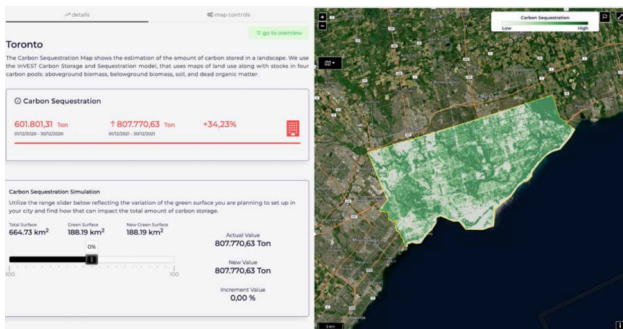 details
map controls
go to overview
Toronto
The Carbon Sequestration Map shows the estimation of the amount of carbon stored in a landscape. We use
the InVEST Carbon Storage and Sequestration model, that uses maps of land use along with stocks in four
carbon pools: aboveground biomass, belowground biomass, soil, and dead organic matter.
Carbon Sequestration
601.801,31 Ton
↑ 807.770,63 Ton
+34,23%
Carbon Sequestration Simulation
Utilize the range slider below reflecting the variation of the green surface you are planning to set up in
your city and find how that can impact the total amount of carbon storage.
Total Surface
Green Surface
New Green Surface
664.73 km²
188.19 km²
188.19 km²
0%
100
100
Actual Value
807.770,63 Ton
New Value
807.770,63 Ton
Increment Value
0,00 %
Carbon Sequestration
Low
High